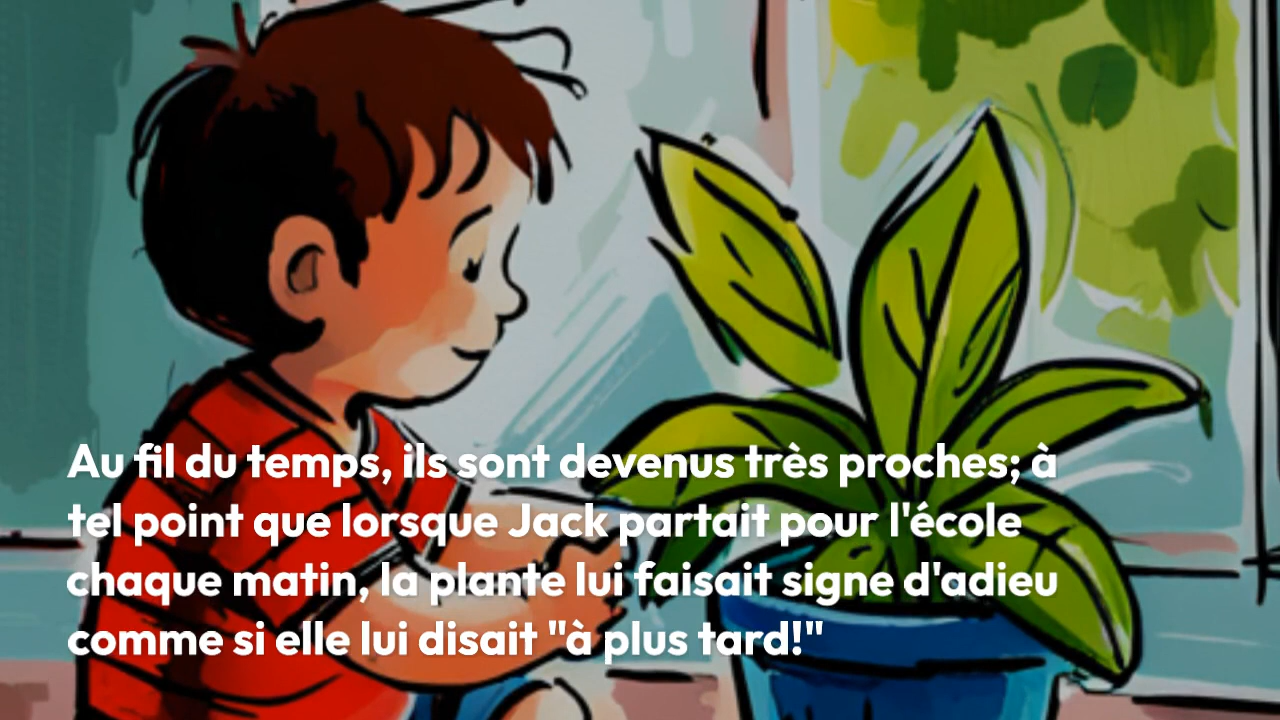 Au fil du temps, ils sont devenus très proches; à
tel point que lorsque Jack partait pour l'école
chaque matin, la plante lui faisait signe d'adieu
comme si elle lui disait "à plus tard!"